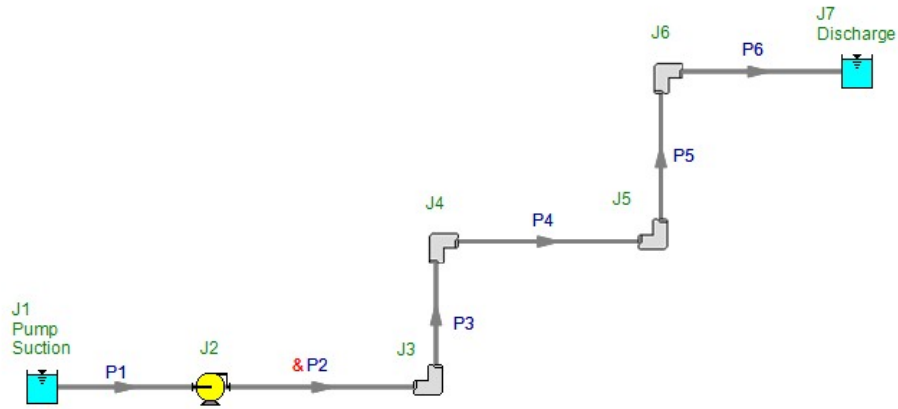 J7
Discharge
J6
P6
P5
J4
P4
J5
J1
Pump
Suction
P1
J2
& P2
J3
P3